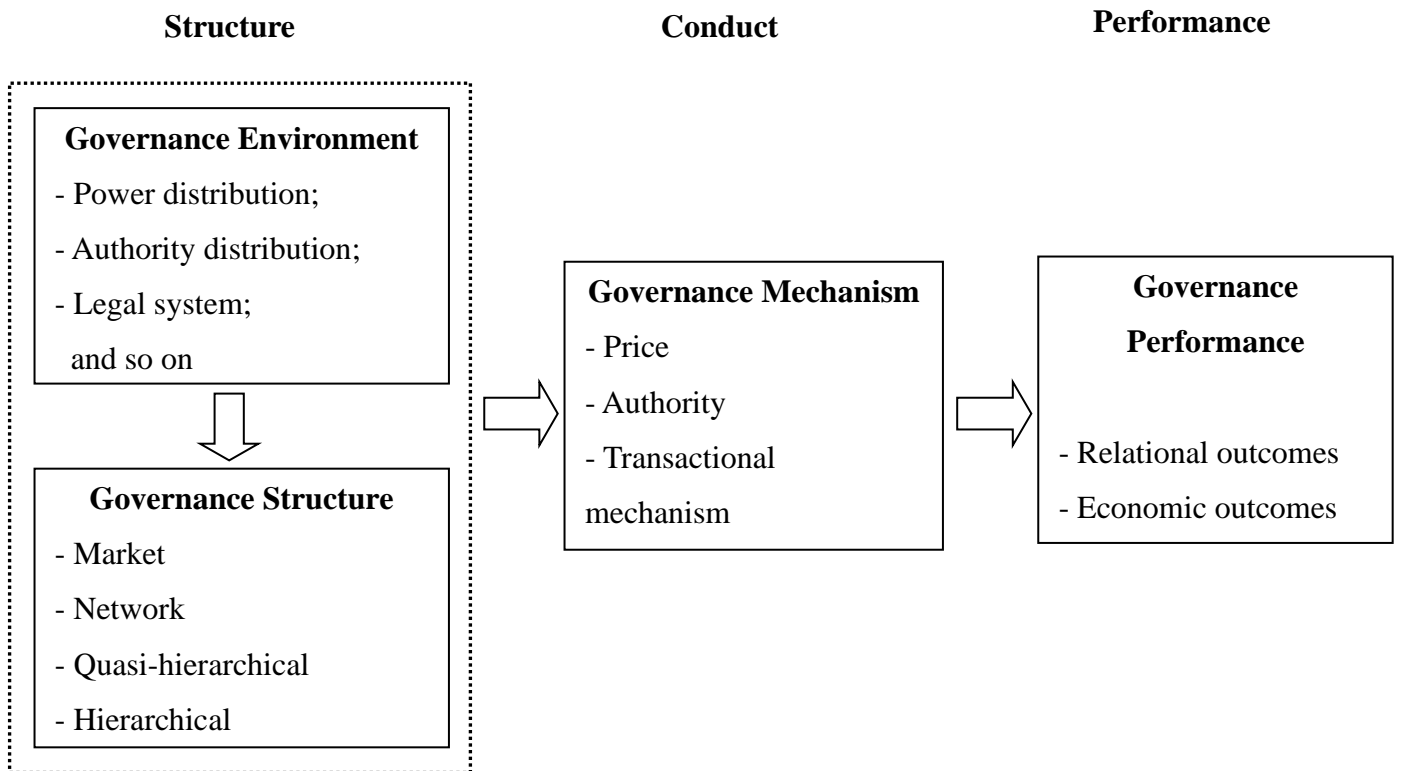 Structure
Conduct
Performance
Governance Environment
- Power distribution;
- Authority distribution;
- Legal system;
and so on
Governance Structure
- Market
- Network
- Quasi-hierarchical
- Hierarchical
Governance Mechanism
- Price
- Authority
- Transactional
mechanism
Governance
Performance
- Relational outcomes
- Economic outcomes